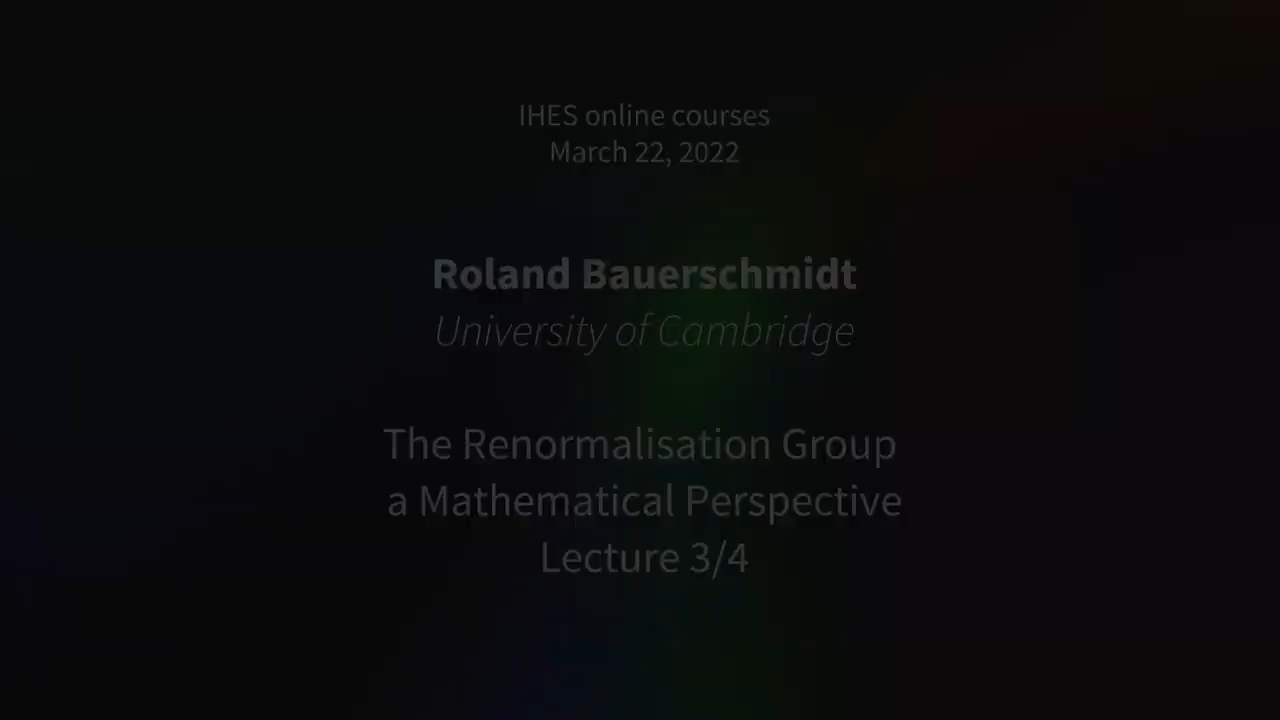 IHES online courses
March 22, 2022
Roland Bauerschmidt
University of Cambridge
The Renormalisation Group
a Mathematical Perspective
Lecture 3/4